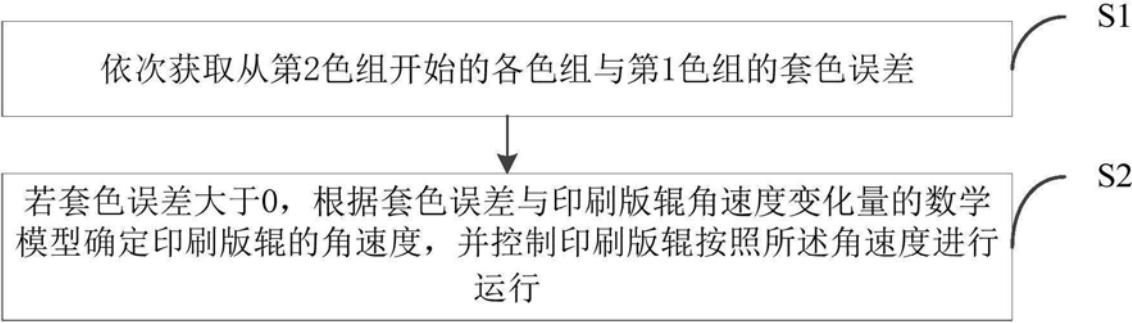 S1
依次获取从第2色组开始的各色组与第1色组的套色误差
S2
若套色误差大于0，根据套色误差与印刷版辊角速度变化量的数学
模型确定印刷版辊的角速度，并控制印刷版辊按照所述角速度进行
运行